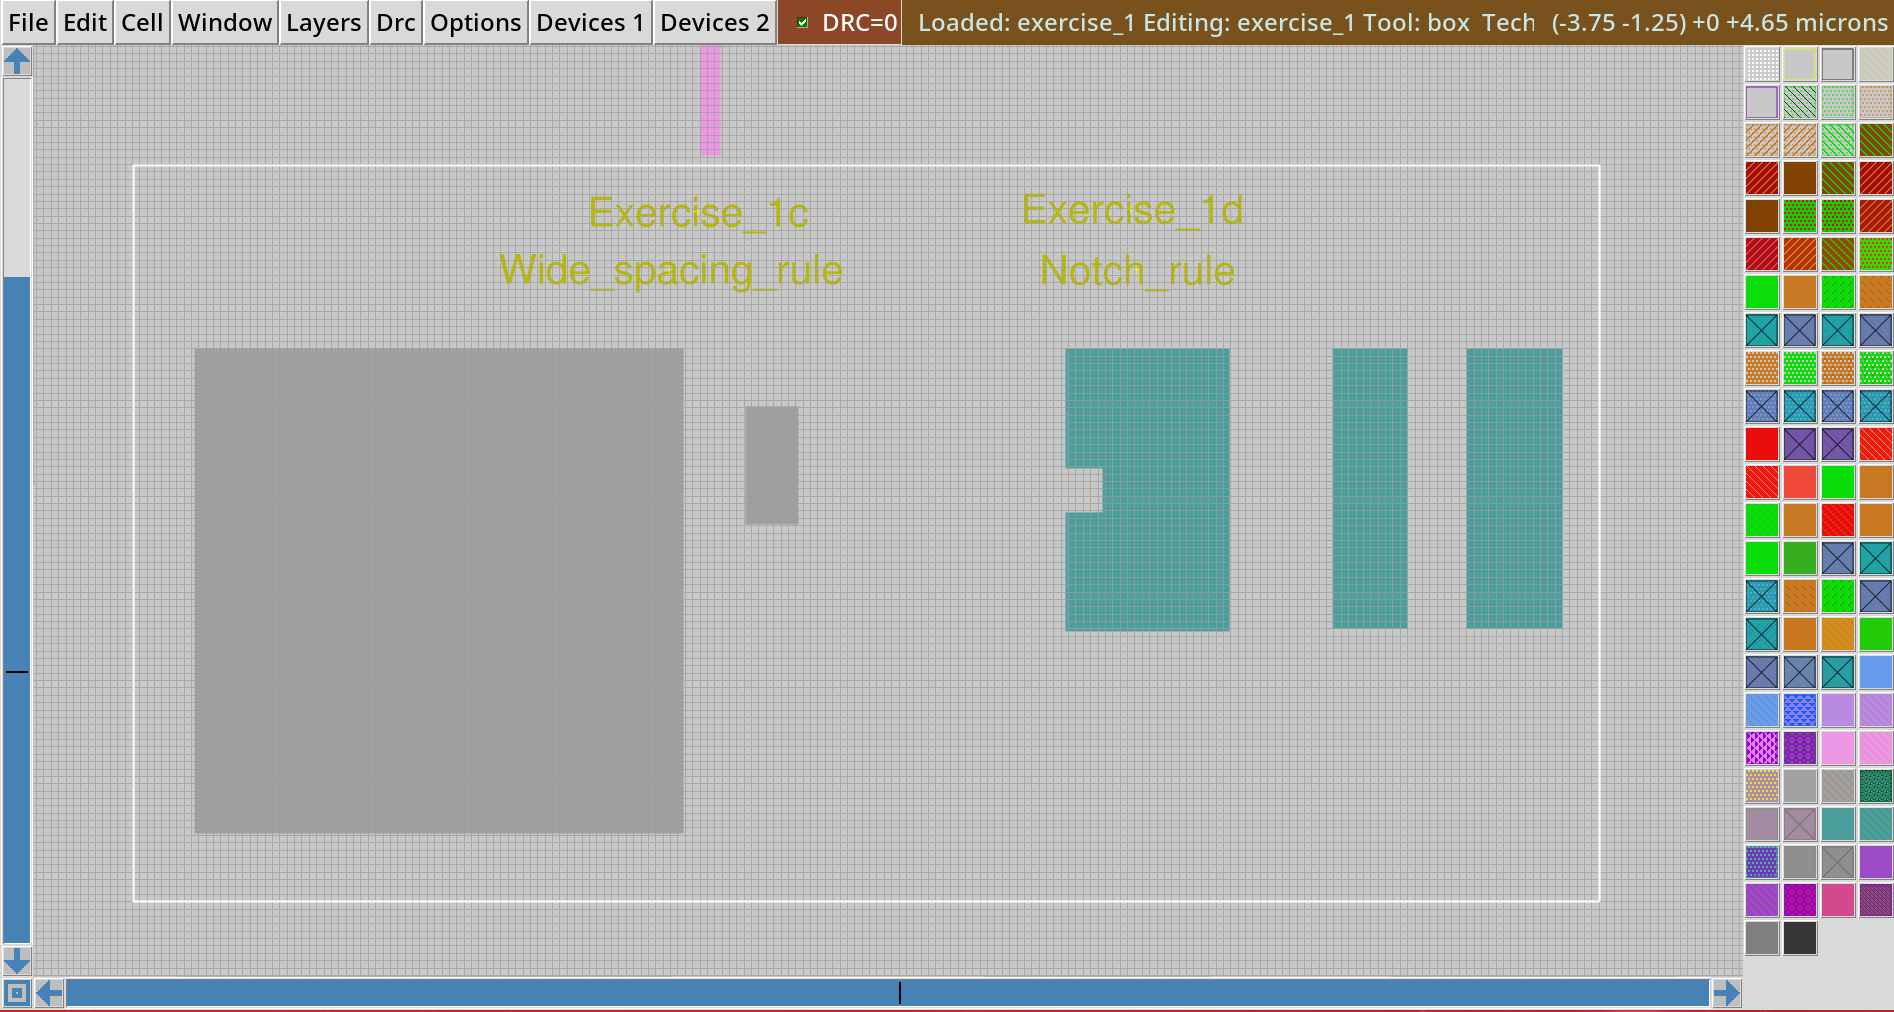 File Edit Cell Window Layers Drc Options Devices 1 Devices 2 DRC=0 Loaded: exercise_1 Editing: exercise_1 Tool: box Tech (-3.75 -1.25) +0 +4.65 microns
Exercise_1c Exercise_1d
Wide_spacing_rule Notch_rule